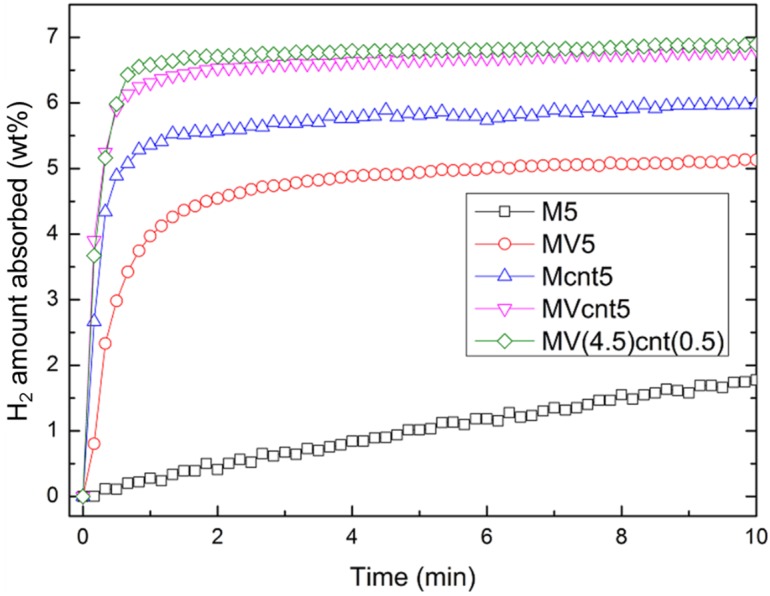 H2 amount absorbed (wt%)
7
6
5
4
3
2
1
0
M5
MV5
Mcnt5
MVcnt5
MV(4.5)cnt(0.5)
0 2 4 6 8 10
Time (min)